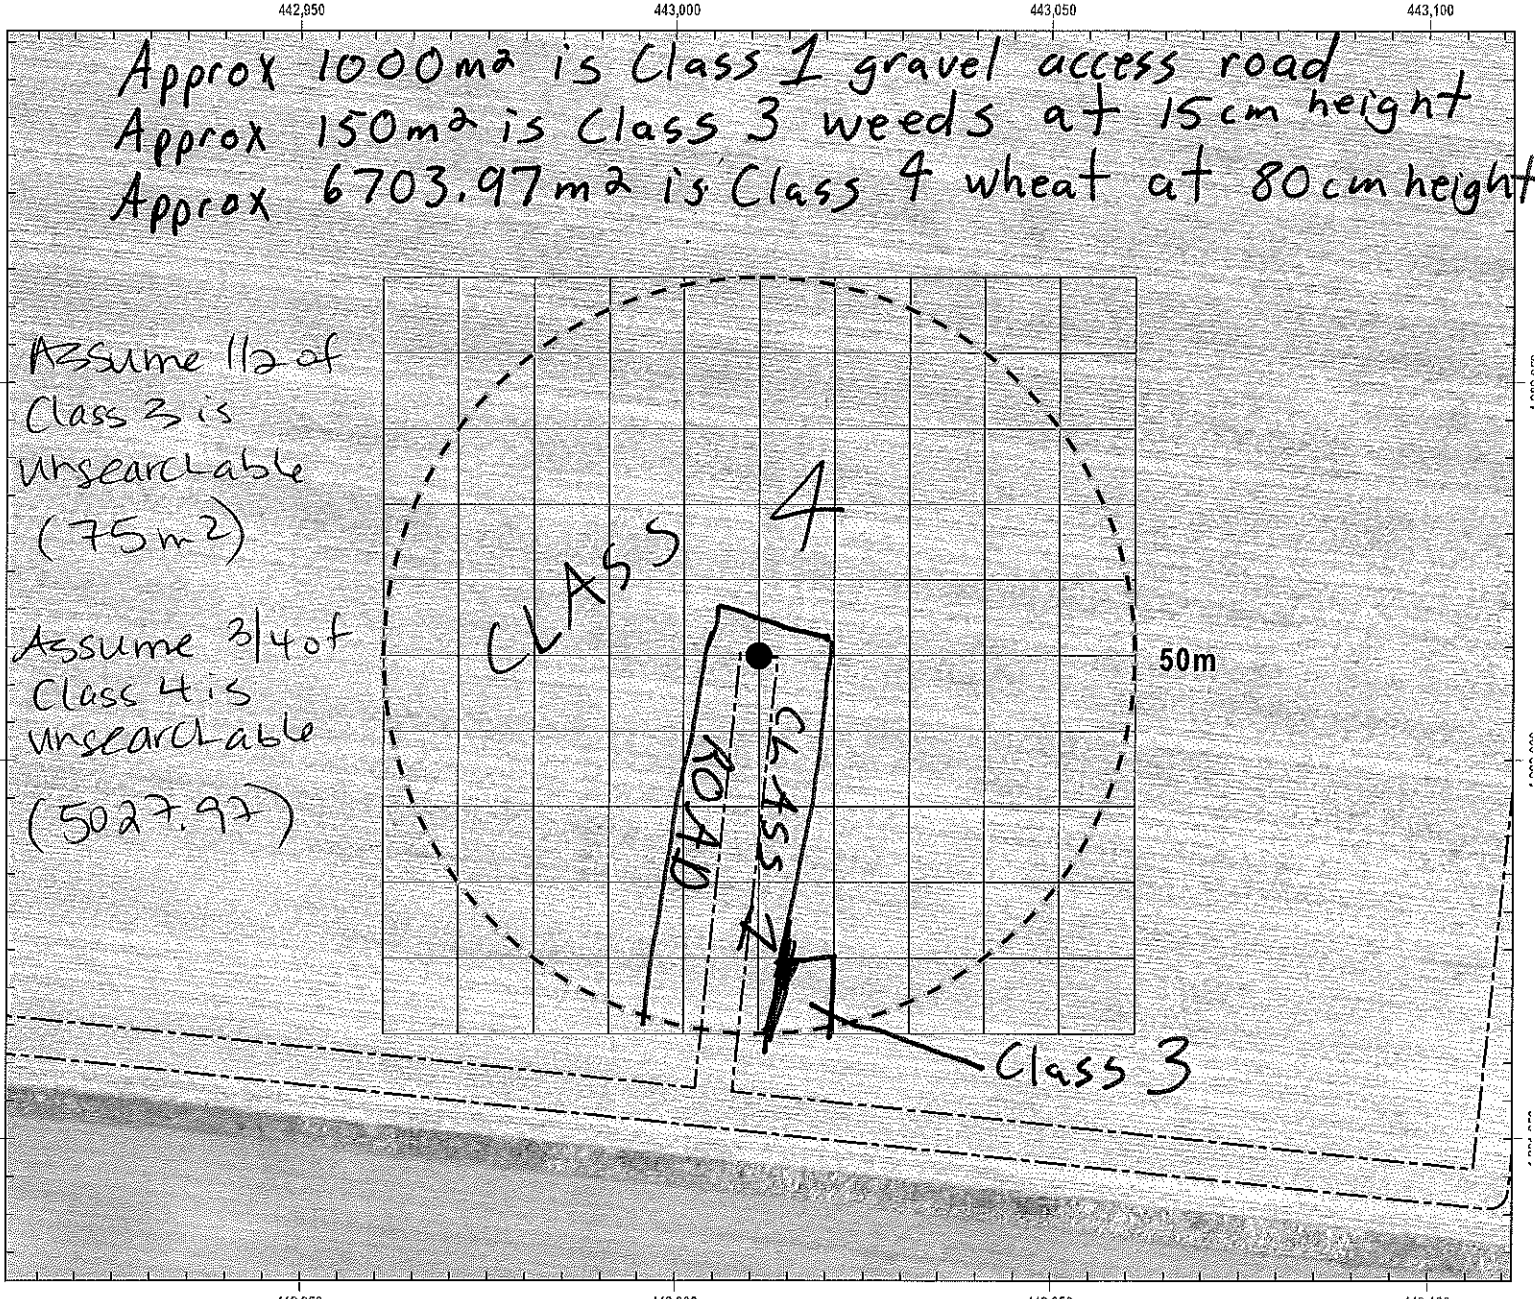 442,950 443,000 443,050 443,100
Approx 1000m2 is Class 1 gravel access road
Approx 150m2 is Class 3 weeds at 15cm height
Approx 6703.97m2 is Class 4 wheat at 80cm height
Assume 1/2 of
Class 3 is
unsearchable
(75m2)
Assume 3/4 of
Class 4 is
unsearchable
(5027.97)
CLASS 4
50m
ROAD
CLASS 1
Class 3